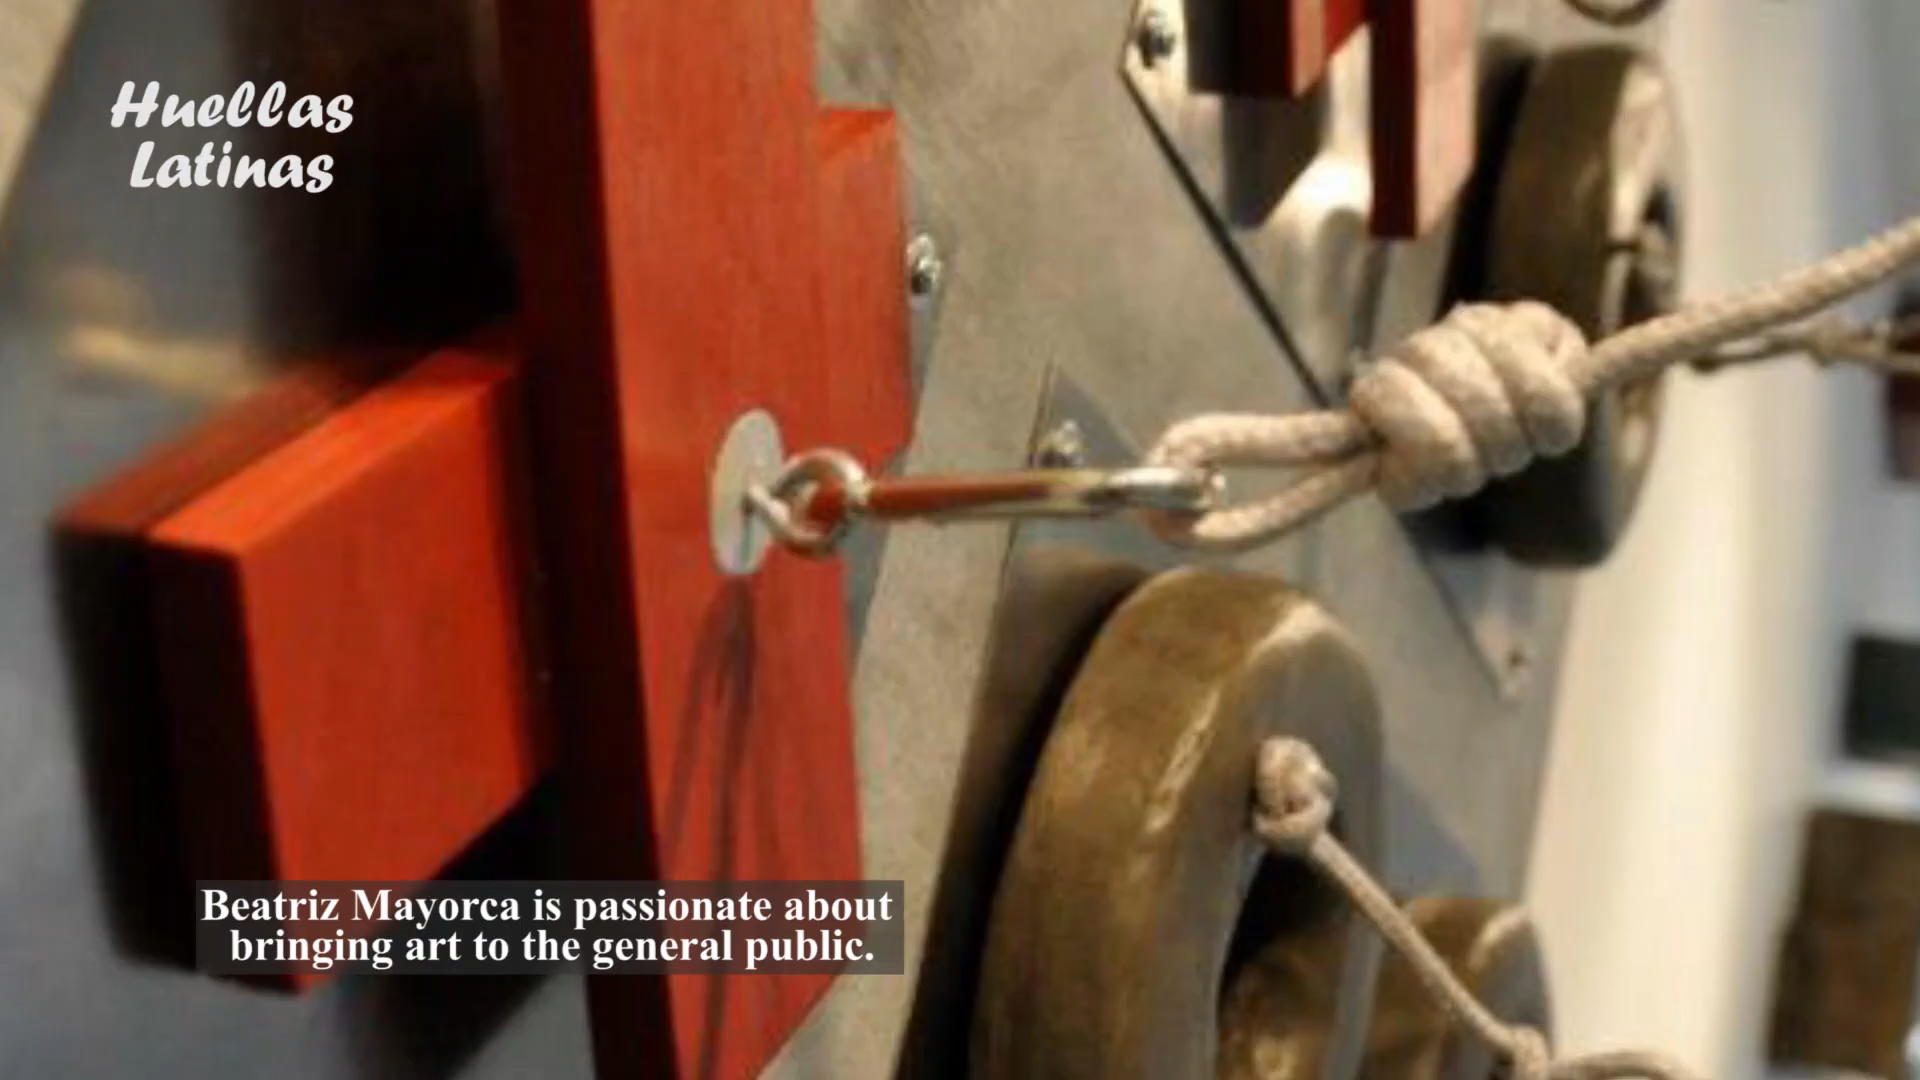 Huellas
Latinas
Beatriz Mayorca is passionate about
bringing art to the general public.